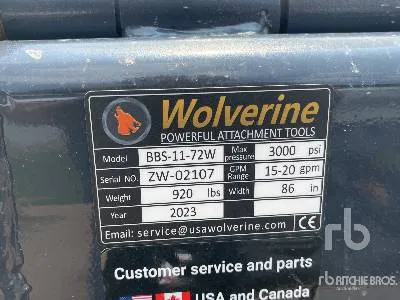 Wolverine
POWERFUL ATTACHMENT TOOLS
Model BBS-11-72W Max pressure 3000 psi
Serial NO. ZW-02107 GPM Range 15-20 gpm
Weight 920 lbs Width 86 in
Year 2023
Email: service@usawolverine.com CE
Customer service and parts
USA and Canada
rb
RITCHIE BROS.